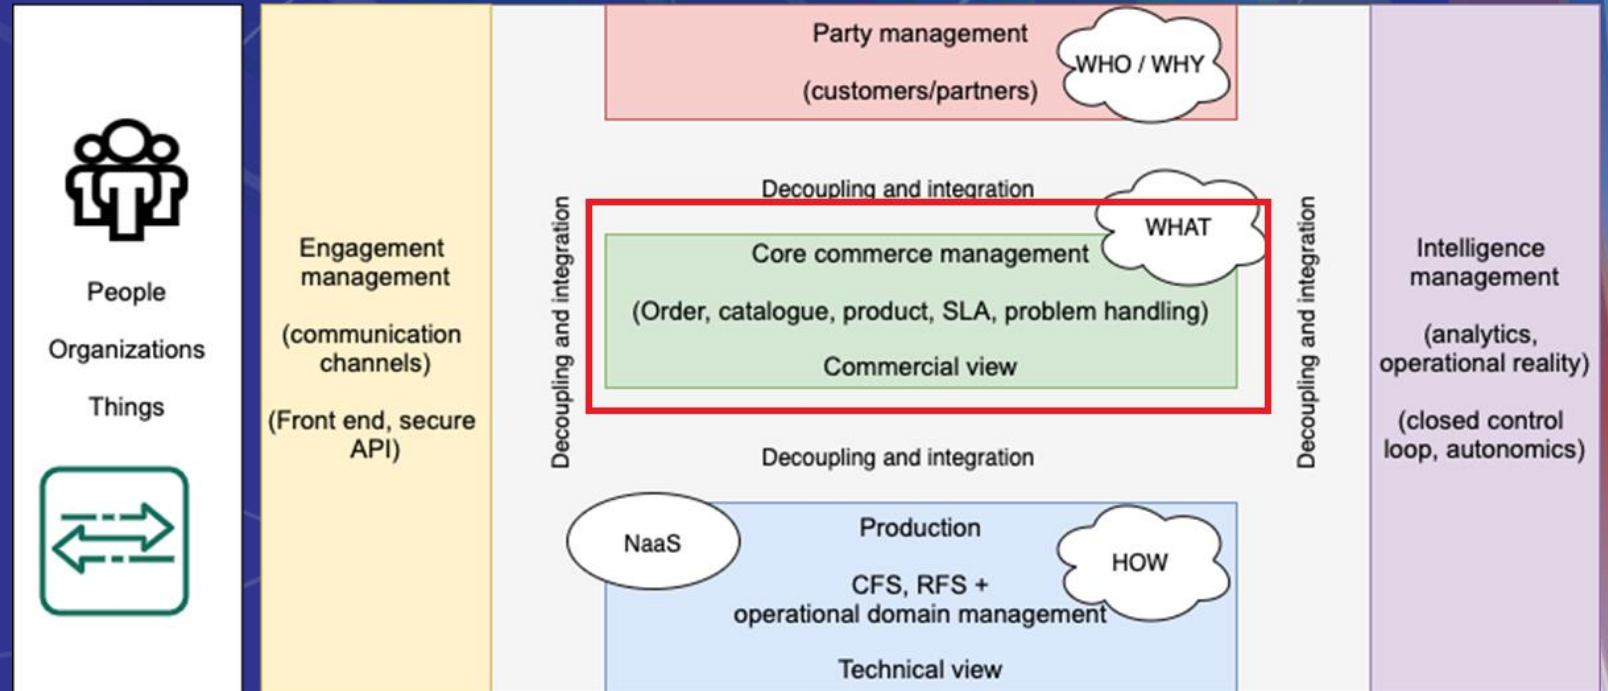 People
Organizations
Things
Engagement
management
(communication
channels)
(Front end, secure
API)
Decoupling and integration
Party management
(customers/partners)
WHO / WHY
Decoupling and integration
WHAT
Core commerce management
(Order, catalogue, product, SLA, problem handling)
Commercial view
Decoupling and integration
NaaS
Production
HOW
CFS, RFS +
operational domain management
Technical view
Decoupling and integration
Intelligence
management
(analytics,
operational reality)
(closed control
loop, autonomics)